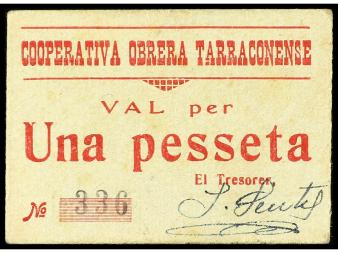 COOPERATIVA OBRERA TARRACONENSE
VAL per
Una pesseta
El Tresorer,
№ 336